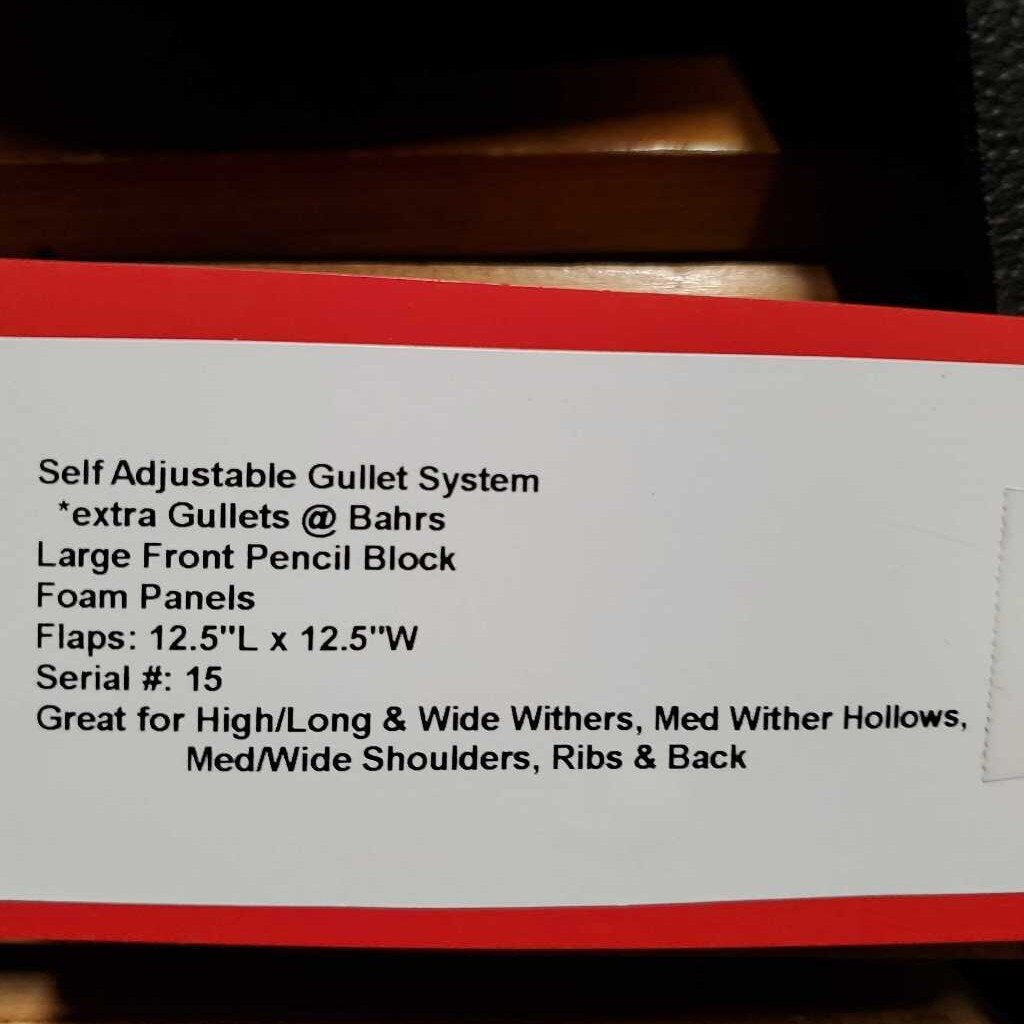 Self Adjustable Gullet System
*extra Gullets @ Bahrs
Large Front Pencil Block
Foam Panels
Flaps: 12.5"L x 12.5"W
Serial #: 15
Great for High/Long & Wide Withers, Med Wither Hollows,
Med/Wide Shoulders, Ribs & Back